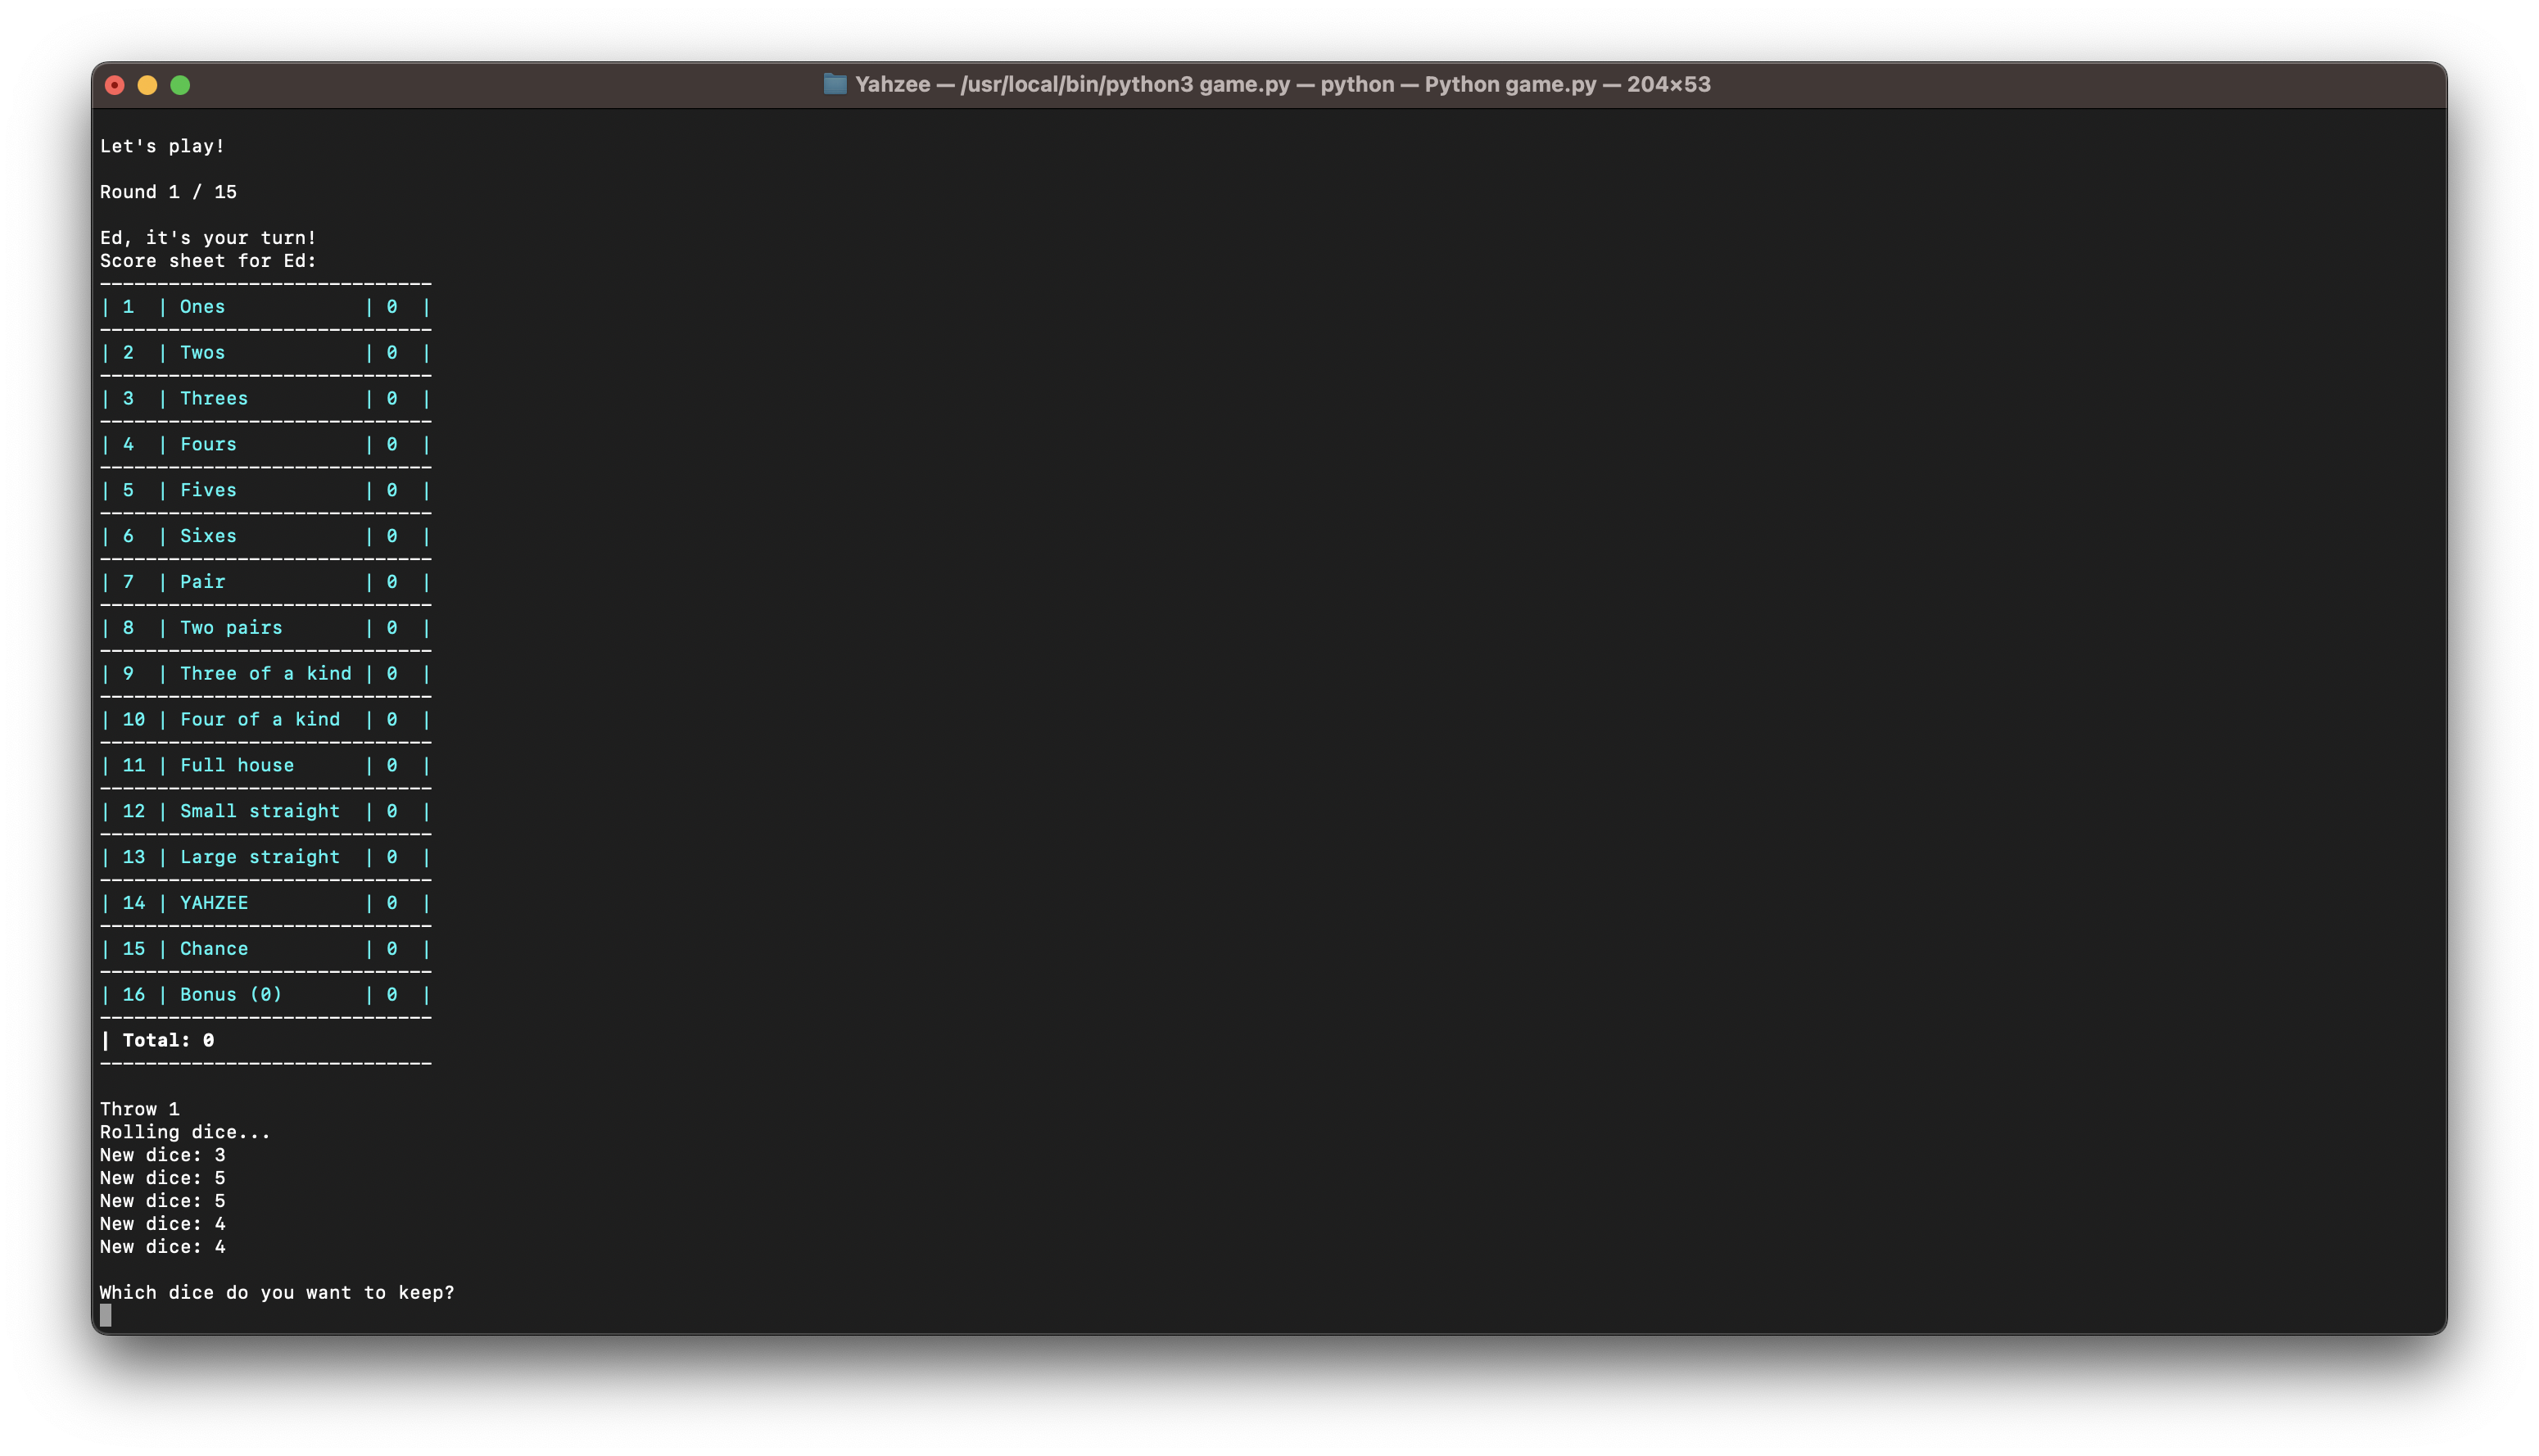 Yahzee — /usr/local/bin/python3 game.py — python — Python game.py — 204×53
Let's play!
Round 1 / 15
Ed, it's your turn!
Score sheet for Ed:
-----------------------------
| 1  | Ones            | 0  |
-----------------------------
| 2  | Twos            | 0  |
-----------------------------
| 3  | Threes          | 0  |
-----------------------------
| 4  | Fours           | 0  |
-----------------------------
| 5  | Fives           | 0  |
-----------------------------
| 6  | Sixes           | 0  |
-----------------------------
| 7  | Pair            | 0  |
-----------------------------
| 8  | Two pairs       | 0  |
-----------------------------
| 9  | Three of a kind | 0  |
-----------------------------
| 10 | Four of a kind  | 0  |
-----------------------------
| 11 | Full house      | 0  |
-----------------------------
| 12 | Small straight  | 0  |
-----------------------------
| 13 | Large straight  | 0  |
-----------------------------
| 14 | YAHZEE          | 0  |
-----------------------------
| 15 | Chance          | 0  |
-----------------------------
| 16 | Bonus (0)       | 0  |
-----------------------------
| Total: 0
-----------------------------
Throw 1
Rolling dice...
New dice: 3
New dice: 5
New dice: 5
New dice: 4
New dice: 4
Which dice do you want to keep?